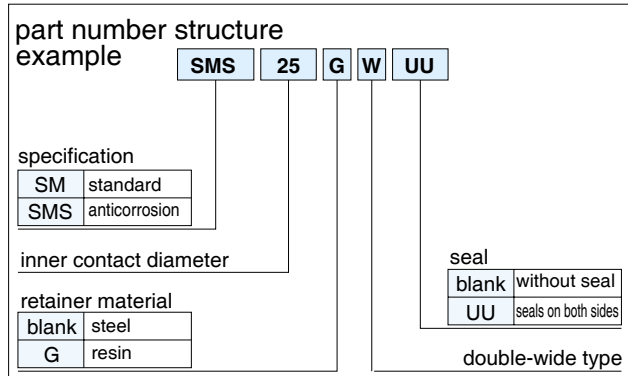 part number structure
example
SMS 25 G W UU
specification
SM standard
SMS anticorrosion
inner contact diameter
retainer material
blank steel
G resin
seal
blank without seal
UU seals on both sides
double-wide type